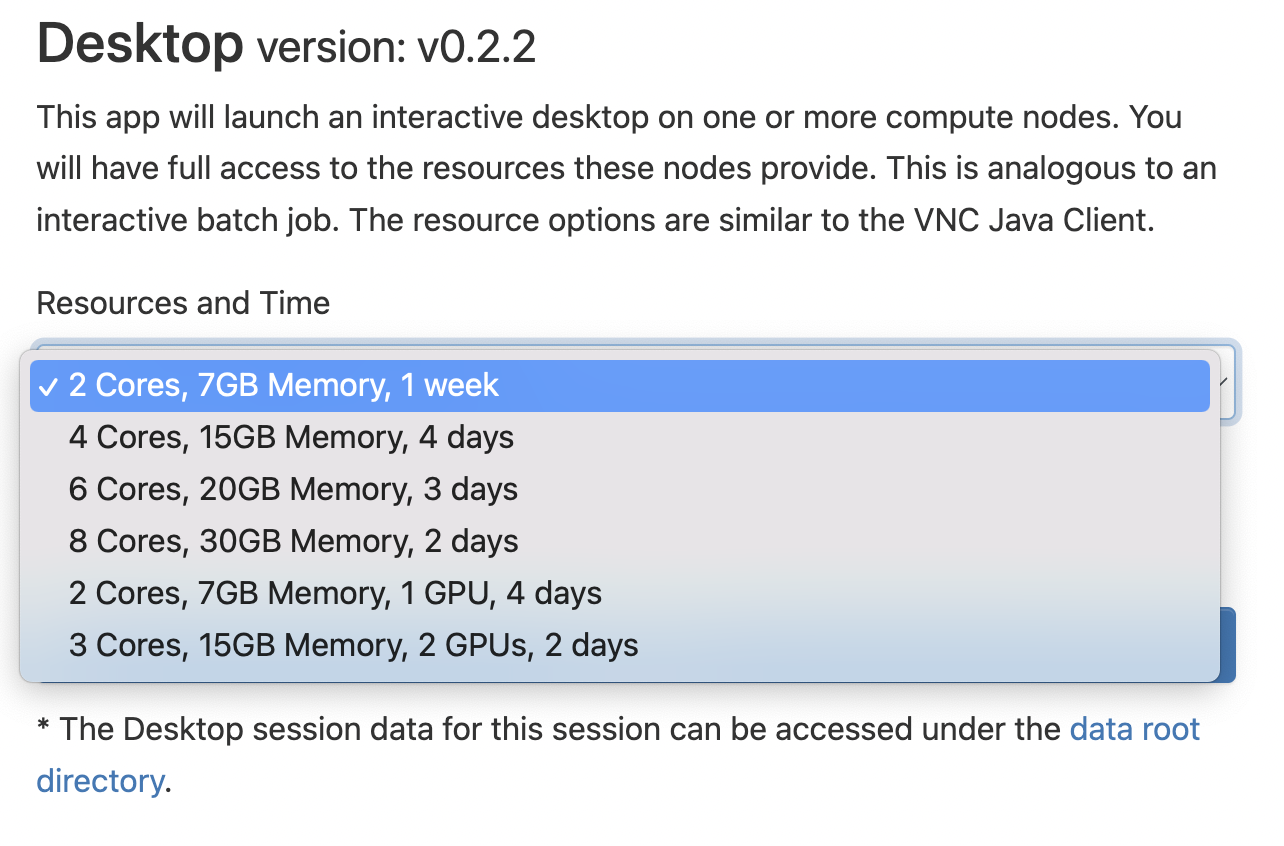 Desktop version: v0.2.2
This app will launch an interactive desktop on one or more compute nodes. You
will have full access to the resources these nodes provide. This is analogous to an
interactive batch job. The resource options are similar to the VNC Java Client.
Resources and Time
✓ 2 Cores, 7GB Memory, 1 week
4 Cores, 15GB Memory, 4 days
6 Cores, 20GB Memory, 3 days
8 Cores, 30GB Memory, 2 days
2 Cores, 7GB Memory, 1 GPU, 4 days
3 Cores, 15GB Memory, 2 GPUs, 2 days
* The Desktop session data for this session can be accessed under the data root
directory.